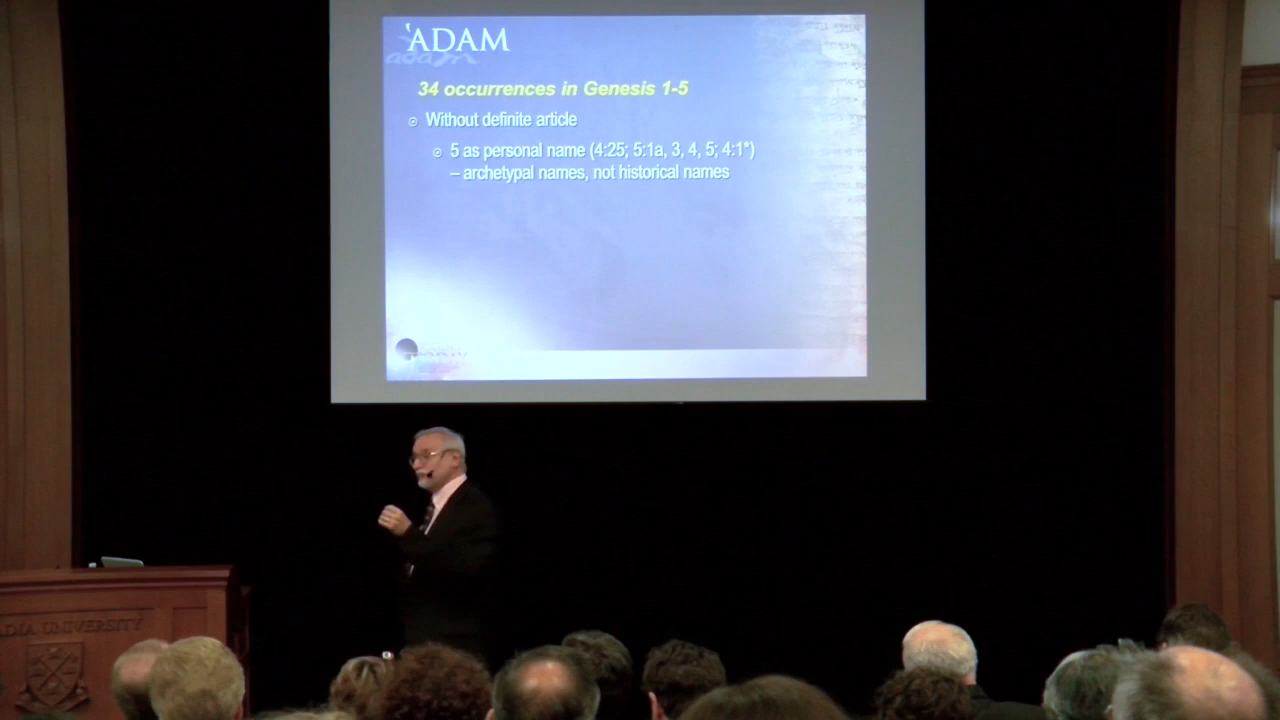 ʿADAM
adam
34 occurrences in Genesis 1-5
Without definite article
5 as personal name (4:25; 5:1a, 3, 4, 5; 4:1*)
– archetypal names, not historical names
ADIA UNIVERSITY